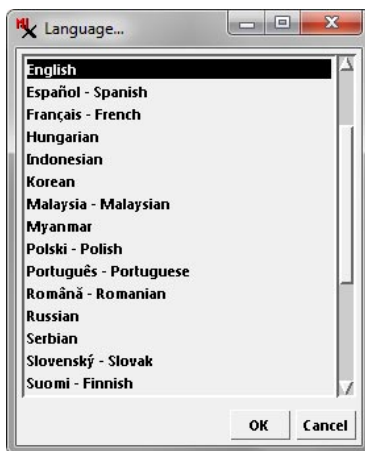 Language...
English
Español - Spanish
Français - French
Hungarian
Indonesian
Korean
Malaysia - Malaysian
Myanmar
Polski - Polish
Português - Portuguese
Română - Romanian
Russian
Serbian
Slovenský - Slovak
Suomi - Finnish
OK Cancel